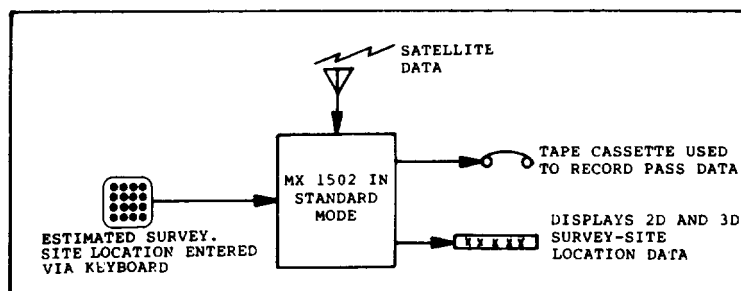 SATELLITE
DATA
MX 1502 IN
STANDARD
MODE
TAPE CASSETTE USED
TO RECORD PASS DATA
ESTIMATED SURVEY.
SITE LOCATION ENTERED
VIA KEYBOARD
DISPLAYS 2D AND 3D
SURVEY-SITE
LOCATION DATA